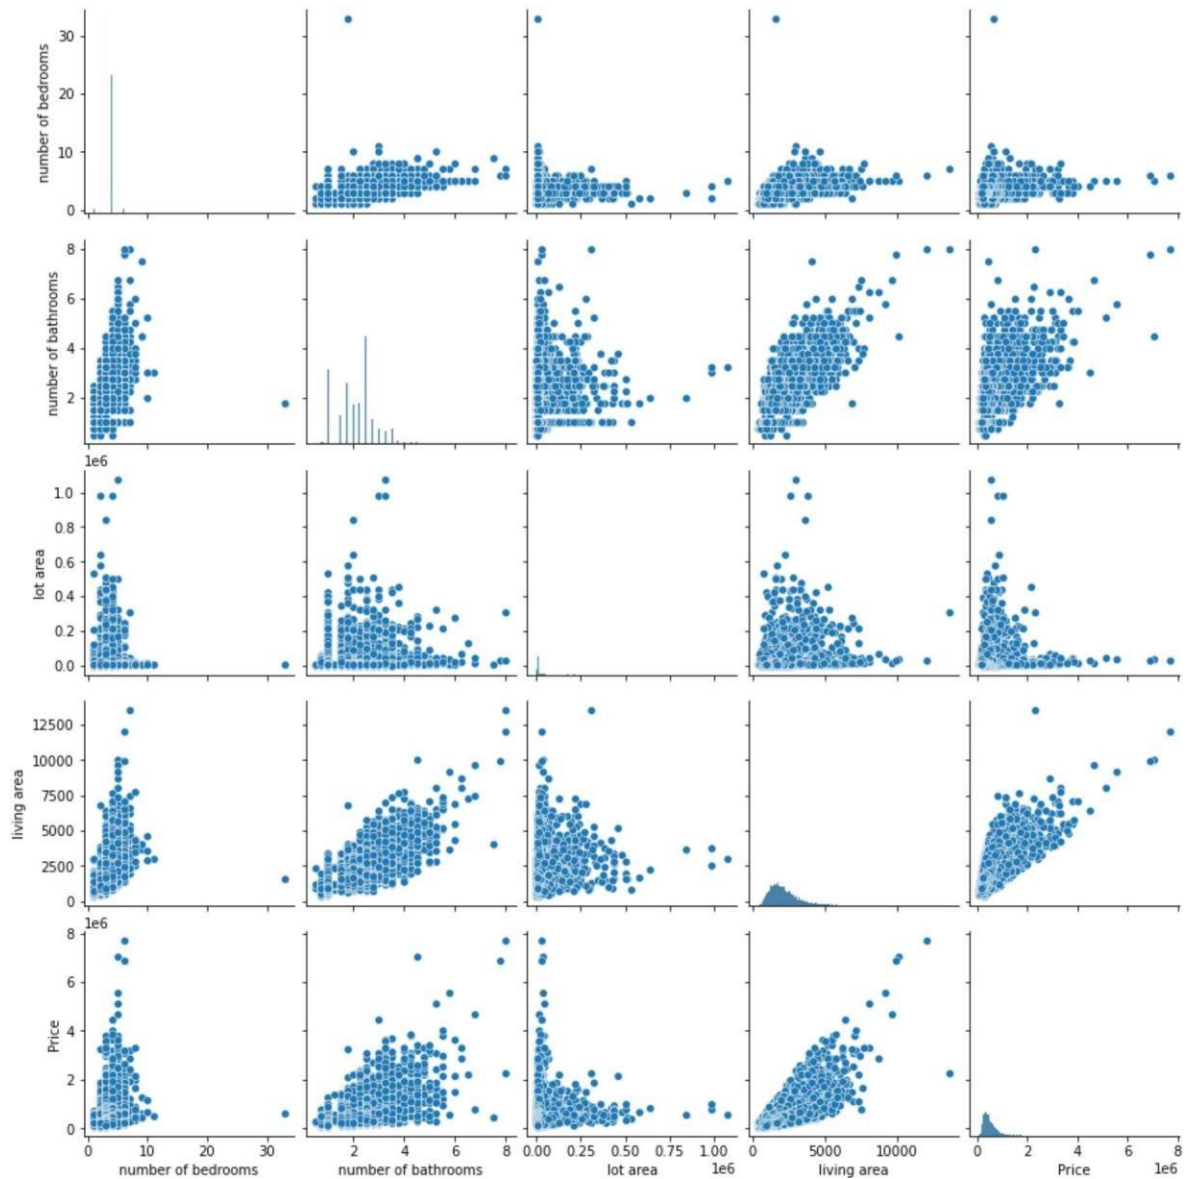 30
20
10
0
number of bedrooms
8
6
4
2
number of bathrooms
1e6
1.0
0.8
0.6
0.4
0.2
0.0
lot area
12500
10000
7500
5000
2500
0
living area
1e6
8
6
4
2
0
Price
0 10 20 30
number of bedrooms
2 4 6 8
number of bathrooms
0.00 0.25 0.50 0.75 1.00
lot area 1e6
0 5000 10000
living area
0 2 4 6 8
Price 1e6